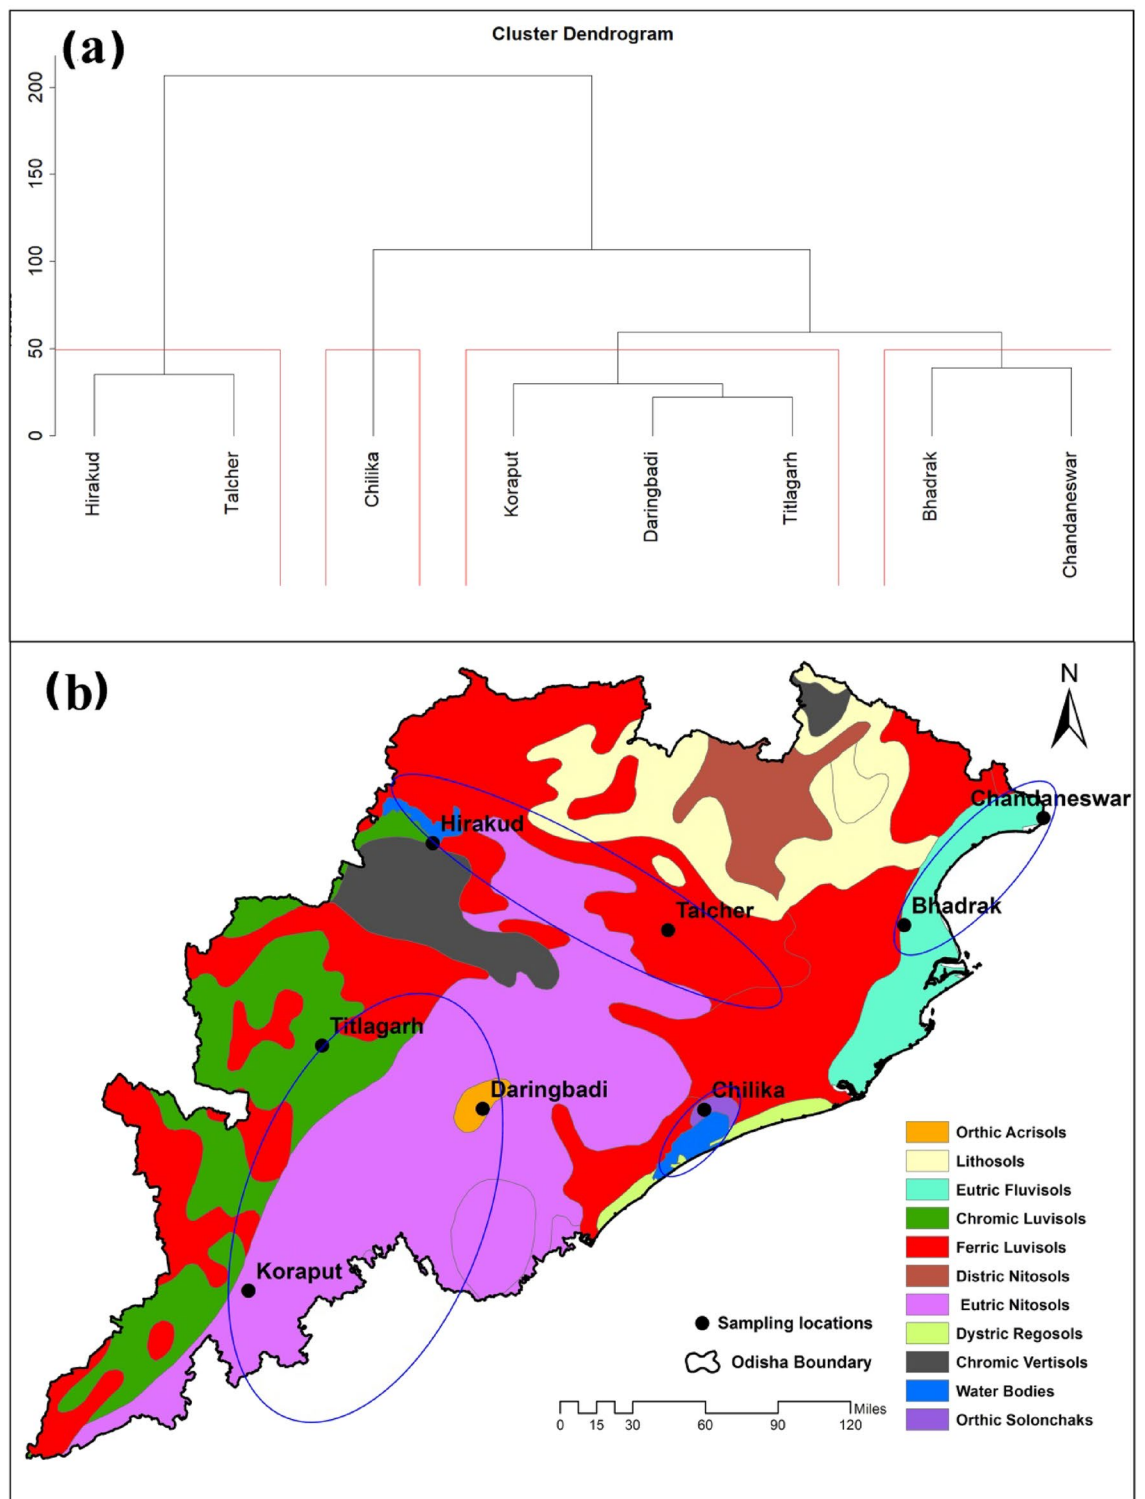 (a)
Cluster Dendrogram
200
150
100
50
0
Hirakud
Talcher
Chilika
Koraput
Daringbadi
Titlagarh
Bhadrak
Chandaneswar
(b)
N
Chandaneswar
Hirakud
Talcher
Bhadrak
Titlagarh
Daringbadi
Chilika
Koraput
Orthic Acrisols
Lithosols
Eutric Fluvisols
Chromic Luvisols
Ferric Luvisols
Distric Nitosols
Eutric Nitosols
Dystric Regosols
Chromic Vertisols
Water Bodies
Orthic Solonchaks
Sampling locations
Odisha Boundary
Miles
0 15 30 60 90 120